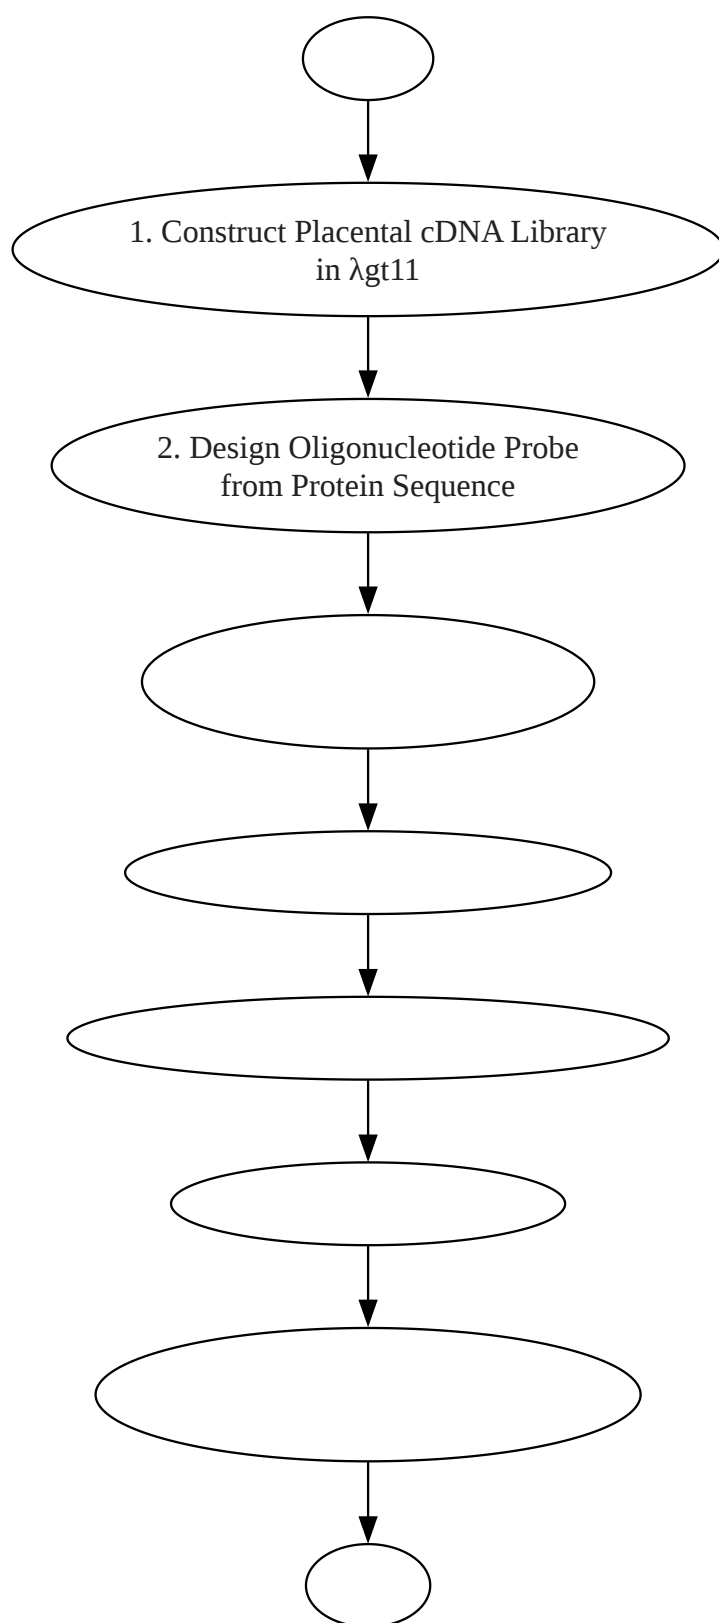 1. Construct Placental cDNA Library
in λgt11
2. Design Oligonucleotide Probe
from Protein Sequence